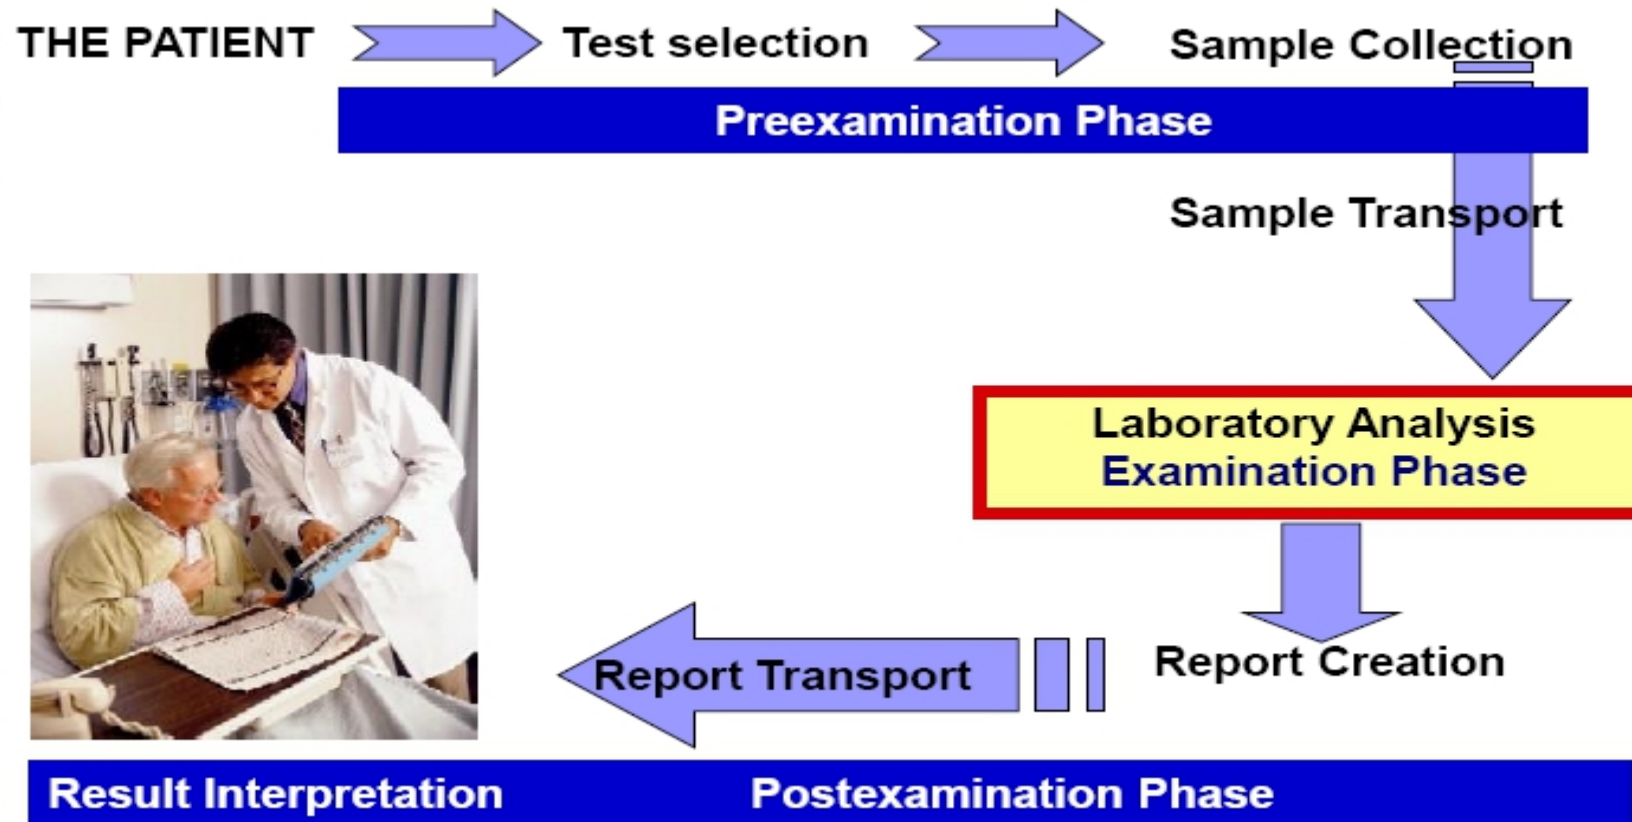 THE PATIENT
Test selection
Sample Collection
Preexamination Phase
Sample Transport
Laboratory Analysis
Examination Phase
Report Creation
Report Transport
Result Interpretation
Postexamination Phase